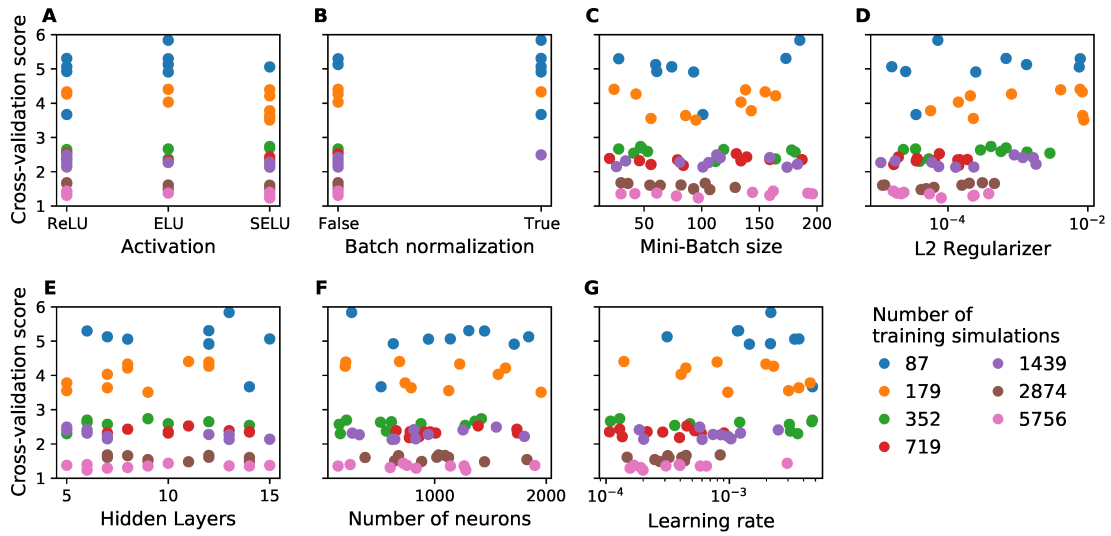 A
B
C
D
Cross-validation score
6
5
4
3
2
1
ReLU
ELU
SELU
False
True
50
100
150
200
10⁻⁴
10⁻²
Activation
Batch normalization
Mini-Batch size
L2 Regularizer
E
F
G
Cross-validation score
6
5
4
3
2
1
5
10
15
1000
2000
10⁻⁴
10⁻³
Hidden Layers
Number of neurons
Learning rate
Number of
training simulations
87
179
352
719
1439
2874
5756